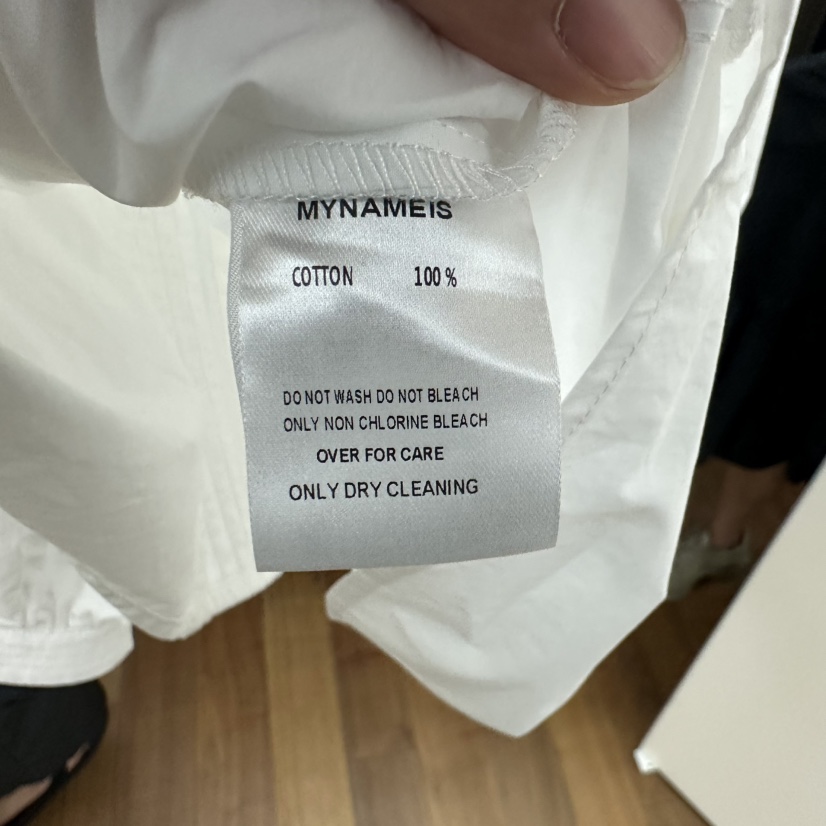 MYNAMEIS
COTTON 100 %
DO NOT WASH DO NOT BLEACH
ONLY NON CHLORINE BLEACH
OVER FOR CARE
ONLY DRY CLEANING